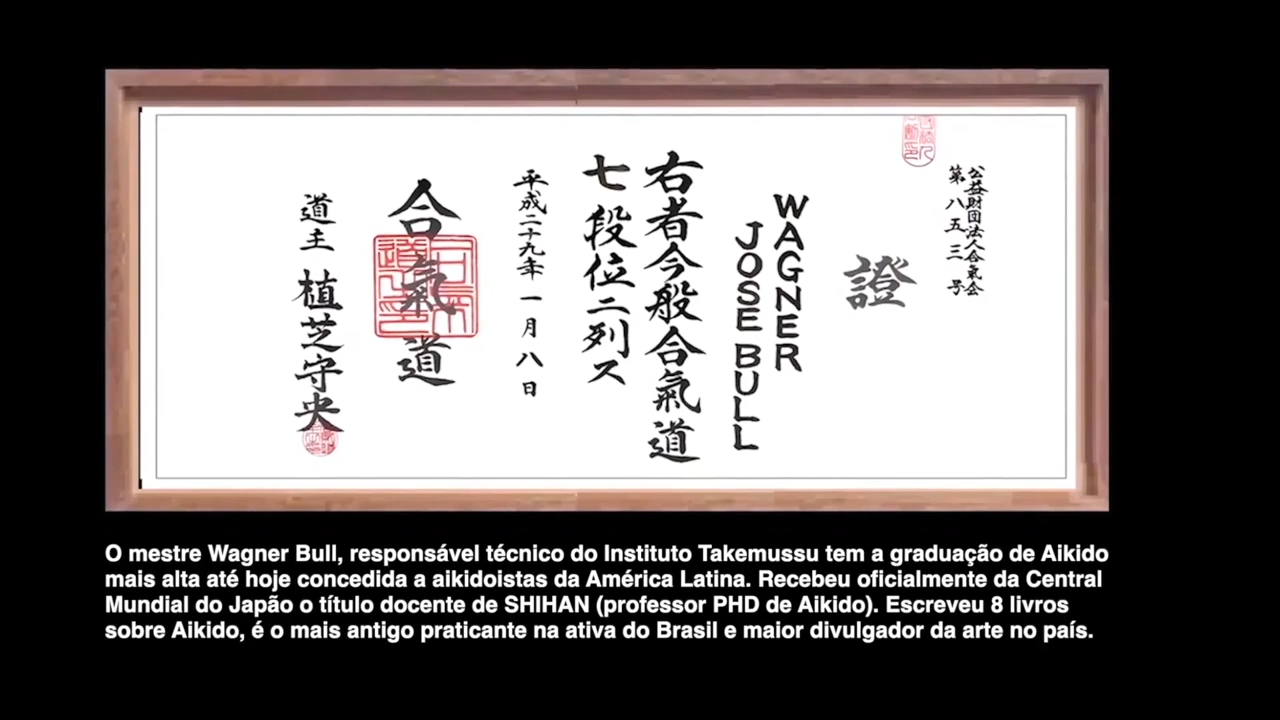 公益財団法人合氣会
第八五三号
證
WAGNER
JOSE BULL
右者今般合氣道
七段位ニ列ス
平成二十九年一月八日
合氣道
道主 植芝守央
O mestre Wagner Bull, responsável técnico do Instituto Takemussu tem a graduação de Aikido
mais alta até hoje concedida a aikidoistas da América Latina. Recebeu oficialmente da Central
Mundial do Japão o título docente de SHIHAN (professor PHD de Aikido). Escreveu 8 livros
sobre Aikido, é o mais antigo praticante na ativa do Brasil e maior divulgador da arte no país.